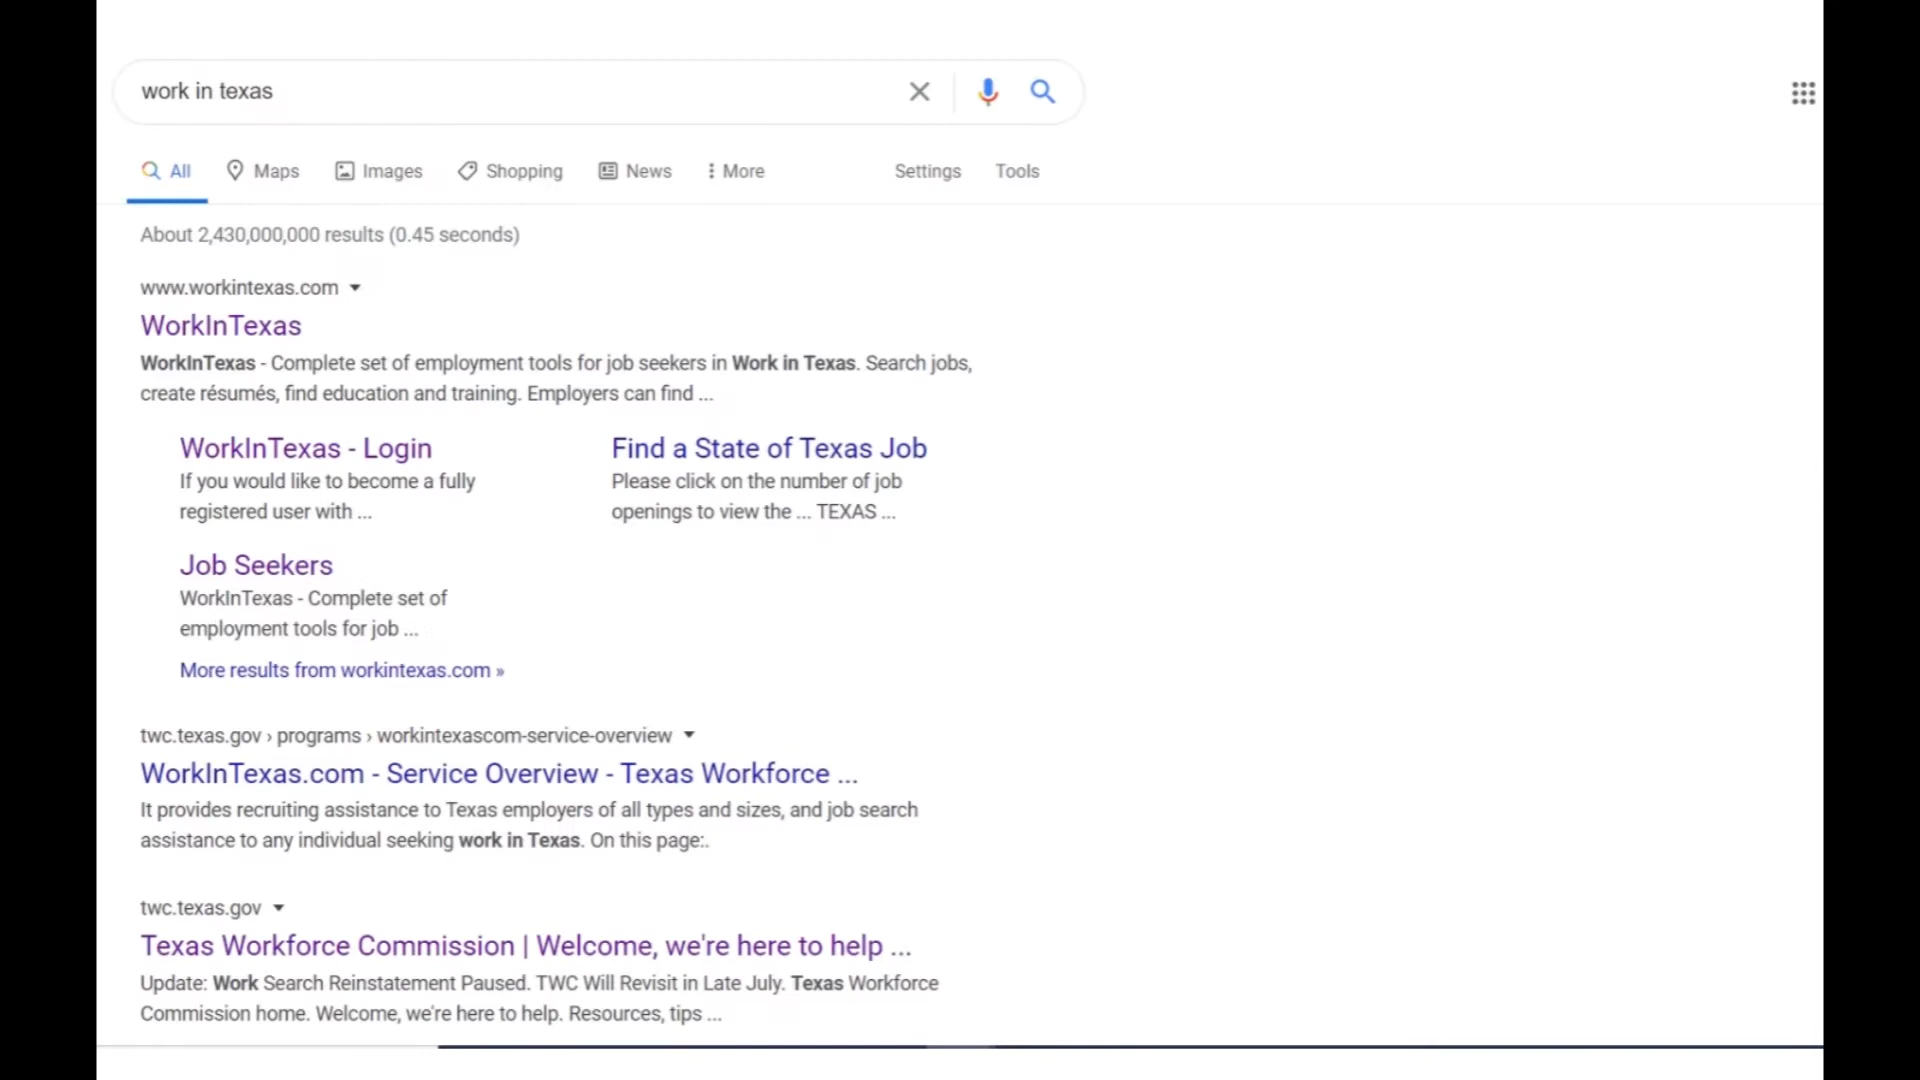 work in texas
All Maps Images Shopping News More Settings Tools
About 2,430,000,000 results (0.45 seconds)
www.workintexas.com
WorkInTexas
WorkInTexas - Complete set of employment tools for job seekers in Work in Texas. Search jobs,
create résumés, find education and training. Employers can find ...
WorkInTexas - Login
If you would like to become a fully
registered user with ...
Find a State of Texas Job
Please click on the number of job
openings to view the ... TEXAS ...
Job Seekers
WorkInTexas - Complete set of
employment tools for job ...
More results from workintexas.com »
twc.texas.gov › programs › workintexascom-service-overview
WorkInTexas.com - Service Overview - Texas Workforce ...
It provides recruiting assistance to Texas employers of all types and sizes, and job search
assistance to any individual seeking work in Texas. On this page:.
twc.texas.gov
Texas Workforce Commission | Welcome, we're here to help ...
Update: Work Search Reinstatement Paused. TWC Will Revisit in Late July. Texas Workforce
Commission home. Welcome, we're here to help. Resources, tips ...